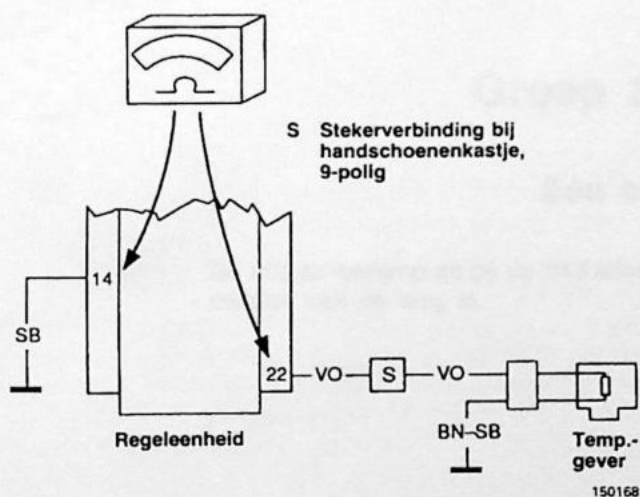 S Stekerverbinding bij
handschoenenkastje,
9-polig
14
SB
22
VO
S
VO
BN–SB
Regeleenheid
Temp.-
gever
150168